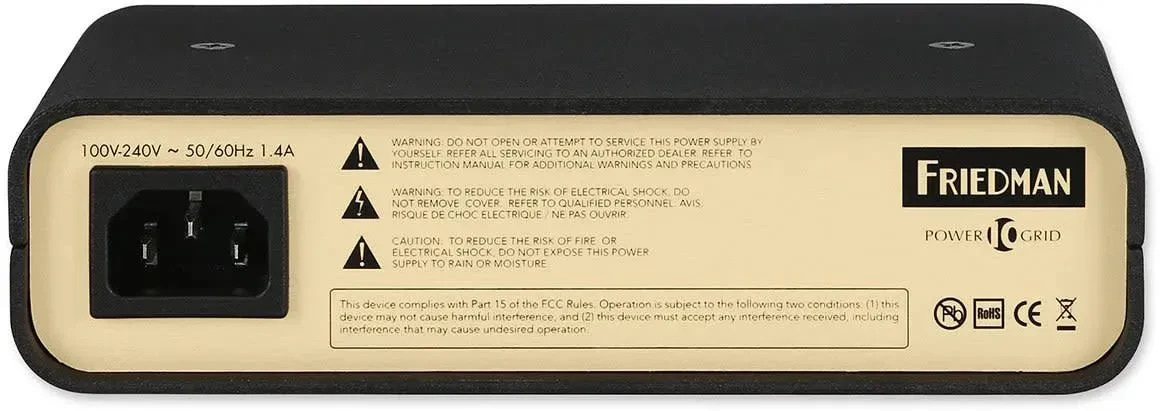 100V-240V ~ 50/60Hz 1.4A
WARNING: DO NOT OPEN OR ATTEMPT TO SERVICE THIS POWER SUPPLY BY
YOURSELF. REFER ALL SERVICING TO AN AUTHORIZED DEALER. REFER TO
INSTRUCTION MANUAL FOR ADDITIONAL WARNINGS AND PRECAUTIONS.
WARNING: TO REDUCE THE RISK OF ELECTRICAL SHOCK, DO
NOT REMOVE COVER. REFER TO QUALIFIED PERSONNEL. AVIS:
RISQUE DE CHOC ELECTRIQUE / NE PAS OUVRIR.
CAUTION: TO REDUCE THE RISK OF FIRE OR
ELECTRICAL SHOCK, DO NOT EXPOSE THIS POWER
SUPPLY TO RAIN OR MOISTURE.
This device complies with Part 15 of the FCC Rules. Operation is subject to the following two conditions: (1) this
device may not cause harmful interference, and (2) this device must accept any interference received, including
interference that may cause undesired operation.
FRIEDMAN
POWER 10 GRID
Pb RoHS CE